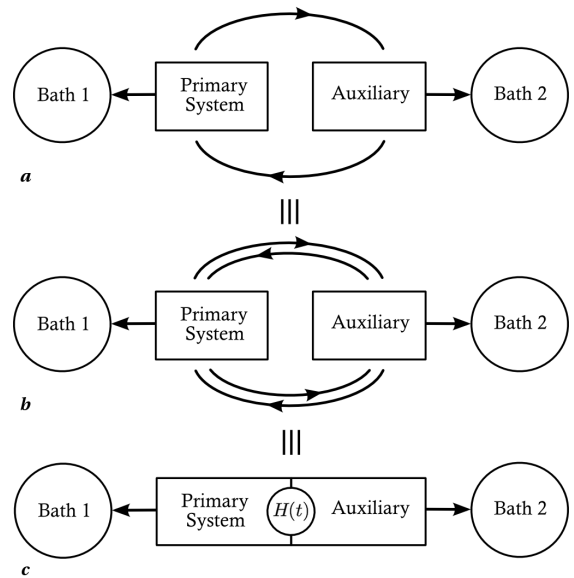 Bath 1
Primary
System
Auxiliary
Bath 2
a
Bath 1
Primary
System
Auxiliary
Bath 2
b
Bath 1
Primary
System
H(t)
Auxiliary
Bath 2
c